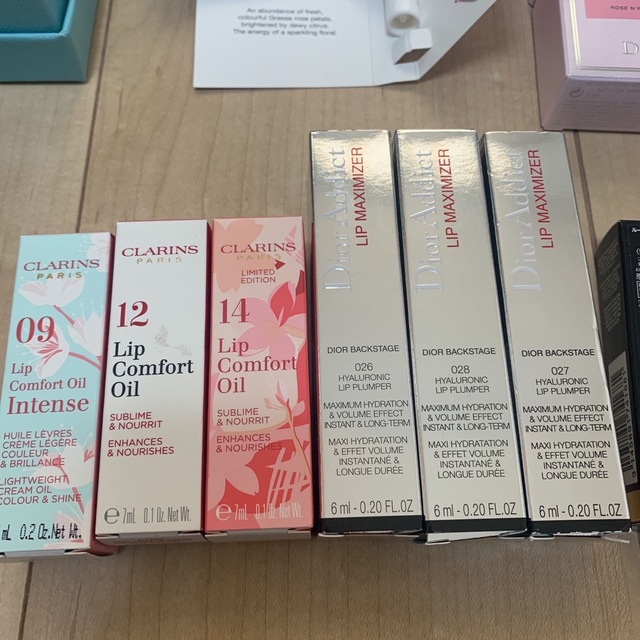 An abundance of fresh,
colourful Grasse rose petals,
brightened by dewy citrus.
The energy of a sparkling floral.
CLARINS
PARIS
09
Lip
Comfort Oil
Intense
HUILE LÈVRES
CRÈME LÉGÈRE
COULEUR
& BRILLANCE
LIGHTWEIGHT
CREAM OIL
COLOUR & SHINE
mL 0.2 Oz. Net Wt.
CLARINS
PARIS
12
Lip
Comfort
Oil
SUBLIME
& NOURRIT
ENHANCES
& NOURISHES
℮ 7mL 0.1 Oz. Net Wt.
CLARINS
PARIS
LIMITED
EDITION
14
Lip
Comfort
Oil
SUBLIME
& NOURRIT
ENHANCES
& NOURISHES
℮ 7mL 0.1 Oz. Net Wt.
Dior Addict
LIP MAXIMIZER
DIOR BACKSTAGE
026
HYALURONIC
LIP PLUMPER
MAXIMUM HYDRATION
& VOLUME EFFECT
INSTANT & LONG-TERM
MAXI HYDRATATION
& EFFET VOLUME
INSTANTANÉ &
LONGUE DURÉE
6 ml - 0.20 FL.OZ
Dior Addict
LIP MAXIMIZER
DIOR BACKSTAGE
028
HYALURONIC
LIP PLUMPER
MAXIMUM HYDRATION
& VOLUME EFFECT
INSTANT & LONG-TERM
MAXI HYDRATATION
& EFFET VOLUME
INSTANTANÉ &
LONGUE DURÉE
6 ml - 0.20 FL.OZ
Dior Addict
LIP MAXIMIZER
DIOR BACKSTAGE
027
HYALURONIC
LIP PLUMPER
MAXIMUM HYDRATION
& VOLUME EFFECT
INSTANT & LONG-TERM
MAXI HYDRATATION
& EFFET VOLUME
INSTANTANÉ &
LONGUE DURÉE
6 ml - 0.20 FL.OZ
ROSE N'R
D